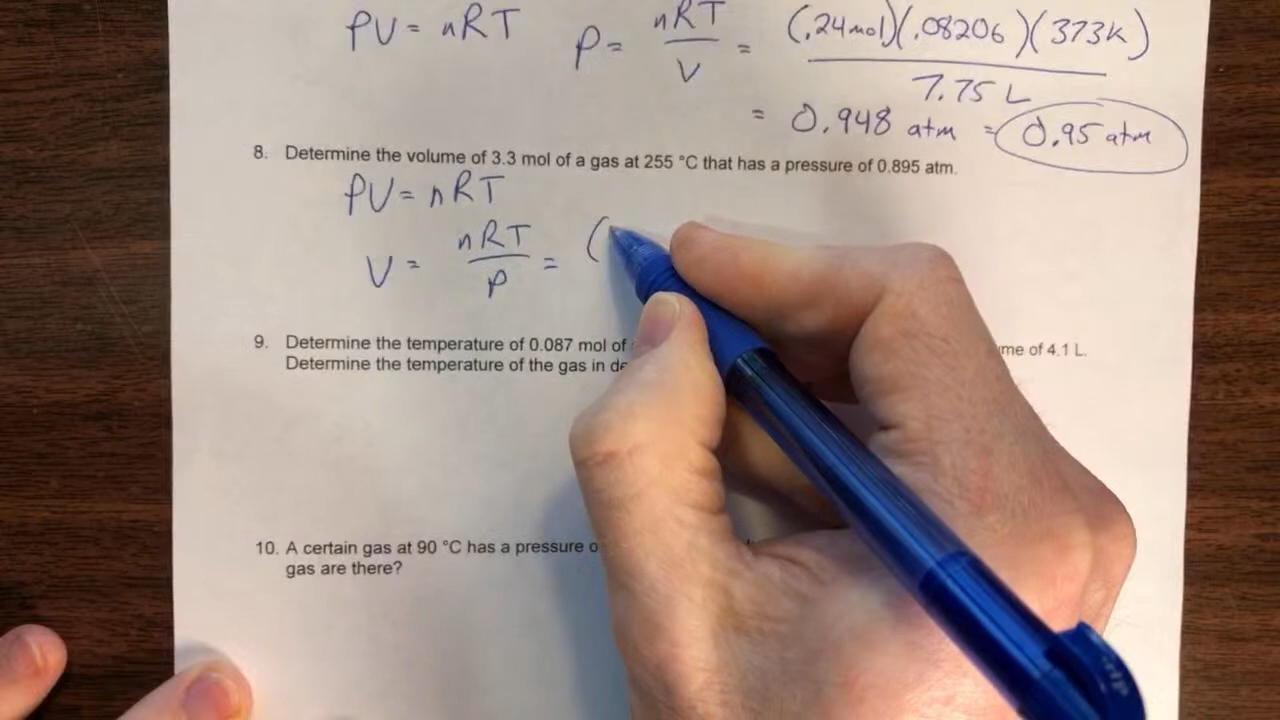 PV = nRT P = nRT / V = (.24mol)(.08206)(373K) / 7.75 L
= 0.948 atm = 0.95 atm
8. Determine the volume of 3.3 mol of a gas at 255 °C that has a pressure of 0.895 atm.
PV = nRT
V = nRT / P = (
9. Determine the temperature of 0.087 mol of me of 4.1 L.
Determine the temperature of the gas in de
10. A certain gas at 90 °C has a pressure o
gas are there?